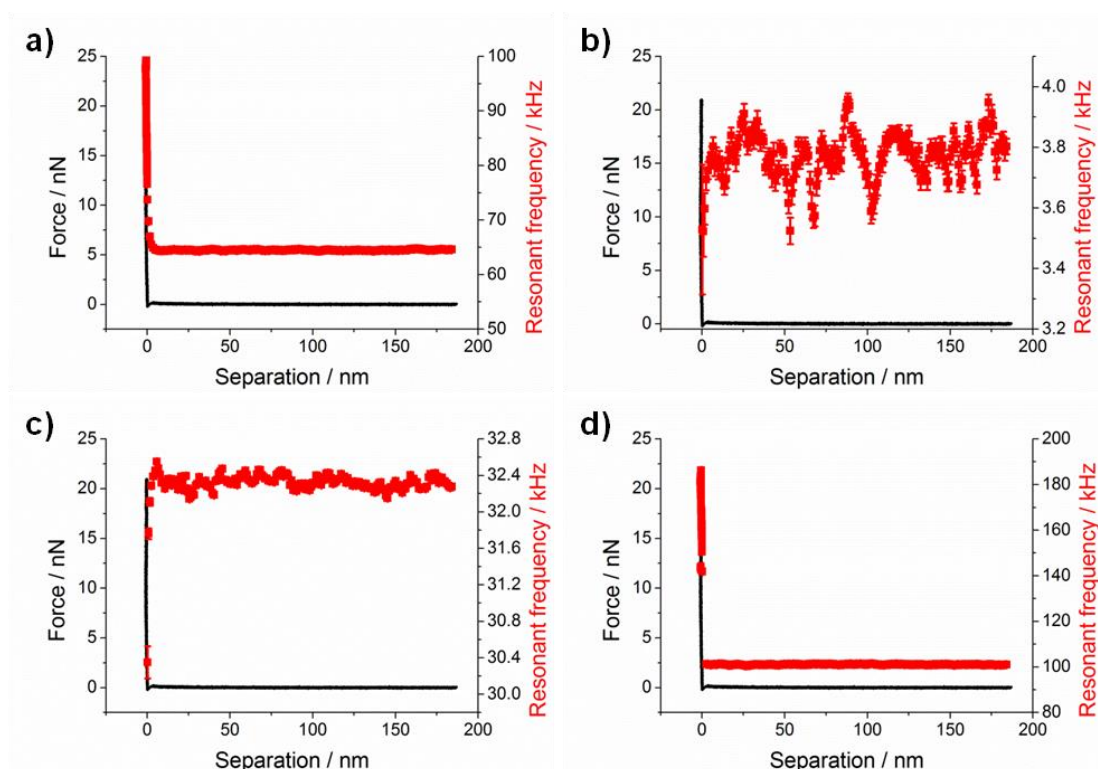 a)
Force / nN
25
20
15
10
5
0
100
90
80
70
60
50
Resonant frequency / kHz
0 50 100 150 200
Separation / nm
b)
Force / nN
25
20
15
10
5
0
4.0
3.8
3.6
3.4
3.2
Resonant frequency / kHz
0 50 100 150 200
Separation / nm
c)
Force / nN
25
20
15
10
5
0
32.8
32.4
32.0
31.6
31.2
30.8
30.4
30.0
Resonant frequency / kHz
0 50 100 150 200
Separation / nm
d)
Force / nN
25
20
15
10
5
0
200
180
160
140
120
100
80
Resonant frequency / kHz
0 50 100 150 200
Separation / nm